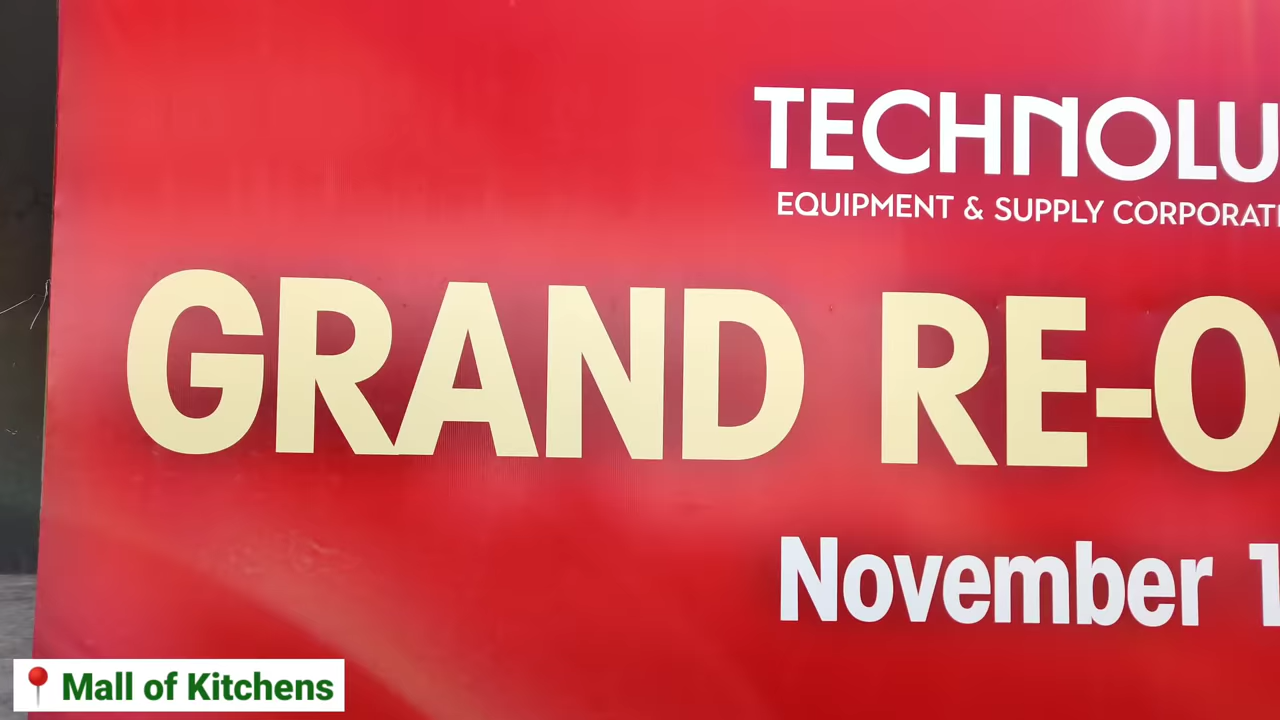 TECHNOLU
EQUIPMENT & SUPPLY CORPORATI
GRAND RE-O
November 1
📍 Mall of Kitchens